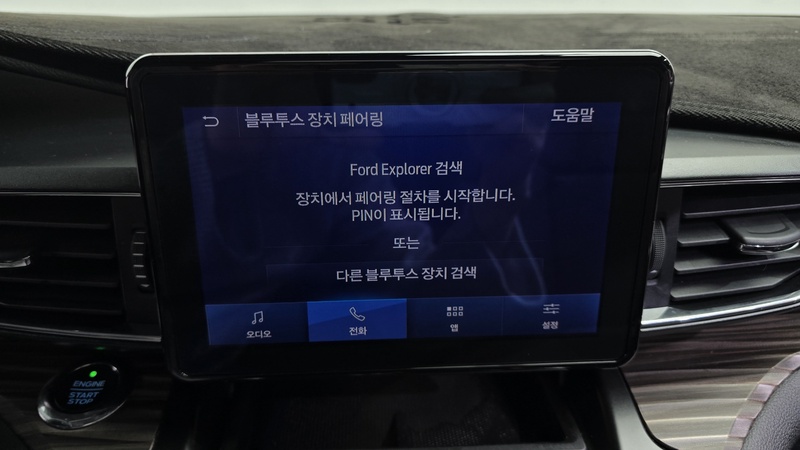 블루투스 장치 페어링
도움말
Ford Explorer 검색
장치에서 페어링 절차를 시작합니다.
PIN이 표시됩니다.
또는
다른 블루투스 장치 검색
오디오
전화
앱
설정
ENGINE
START
STOP